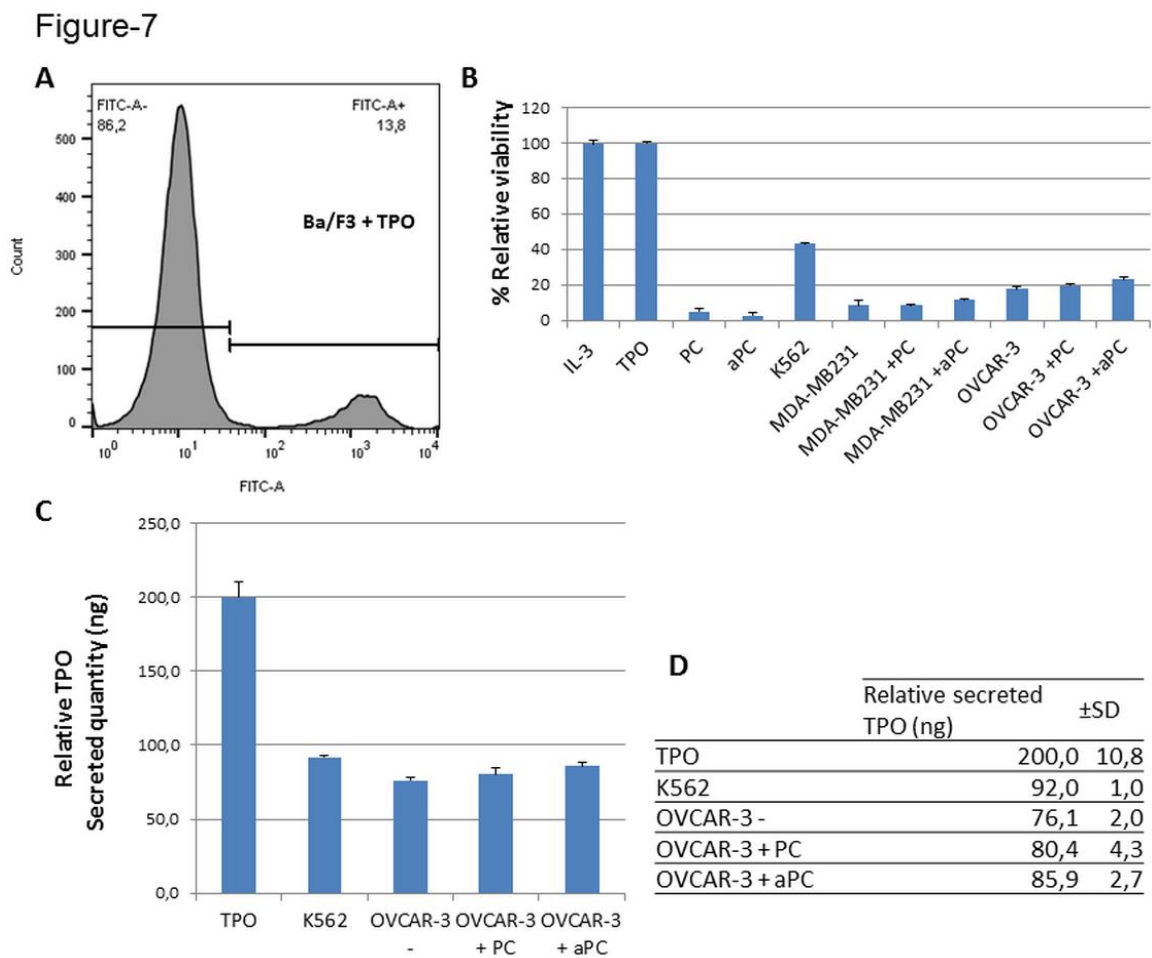 Figure-7
A
FITC-A-
86,2
FITC-A+
13,8
Ba/F3 + TPO
Count
500
400
300
200
100
0
10^0 10^1 10^2 10^3 10^4
FITC-A
B
% Relative viability
120
100
80
60
40
20
0
IL-3
TPO
PC
aPC
K562
MDA-MB231
MDA-MB231 +PC
MDA-MB231 +aPC
OVCAR-3
OVCAR-3 +PC
OVCAR-3 +aPC
C
Relative TPO
Secreted quantity (ng)
250,0
200,0
150,0
100,0
50,0
0,0
TPO K562 OVCAR-3 OVCAR-3 OVCAR-3
- + PC + aPC
D
Relative secreted
TPO (ng) ±SD
TPO 200,0 10,8
K562 92,0 1,0
OVCAR-3 - 76,1 2,0
OVCAR-3 + PC 80,4 4,3
OVCAR-3 + aPC 85,9 2,7